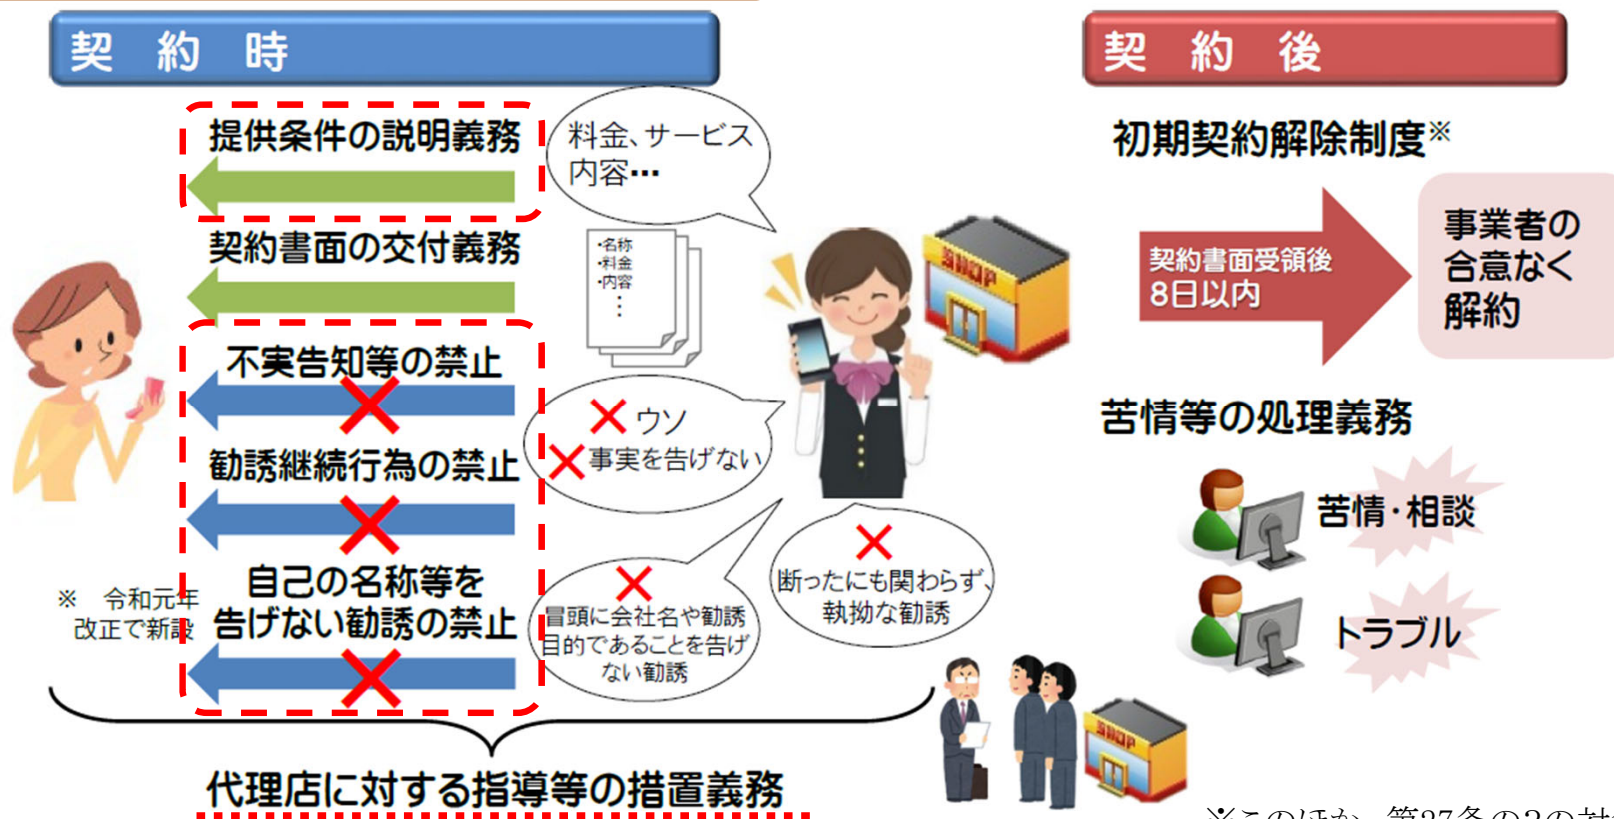 契 約 時
提供条件の説明義務
料金、サービス
内容…
契約書面の交付義務
・名称
・料金
・内容
⋮
SHOP
不実告知等の禁止
ウソ
事実を告げない
勧誘継続行為の禁止
断ったにも関わらず、
執拗な勧誘
自己の名称等を
告げない勧誘の禁止
※ 令和元年
改正で新設
冒頭に会社名や勧誘
目的であることを告げ
ない勧誘
代理店に対する指導等の措置義務
SHOP
契 約 後
初期契約解除制度※
契約書面受領後
8日以内
事業者の
合意なく
解約
苦情等の処理義務
苦情・相談
トラブル